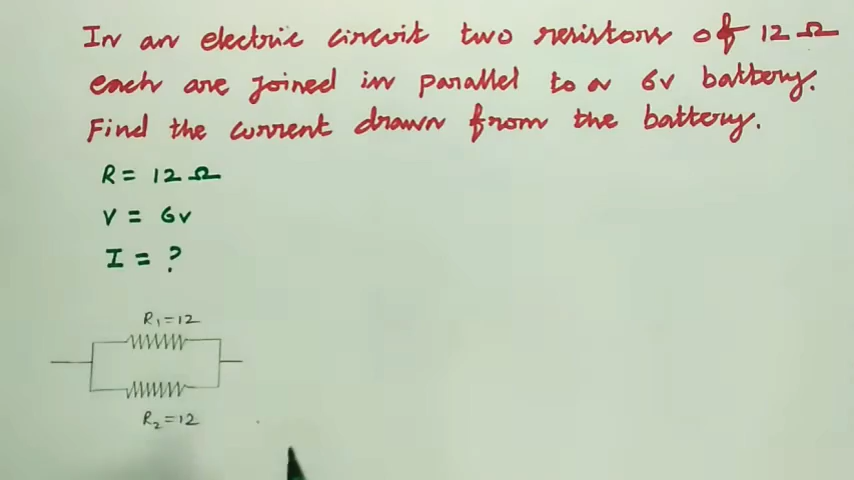 In an electric circuit two resistors of 12 Ω
each are joined in parallel to a 6v battery.
Find the current drawn from the battery.
R = 12 Ω
V = 6v
I = ?
R₁=12
R₂=12